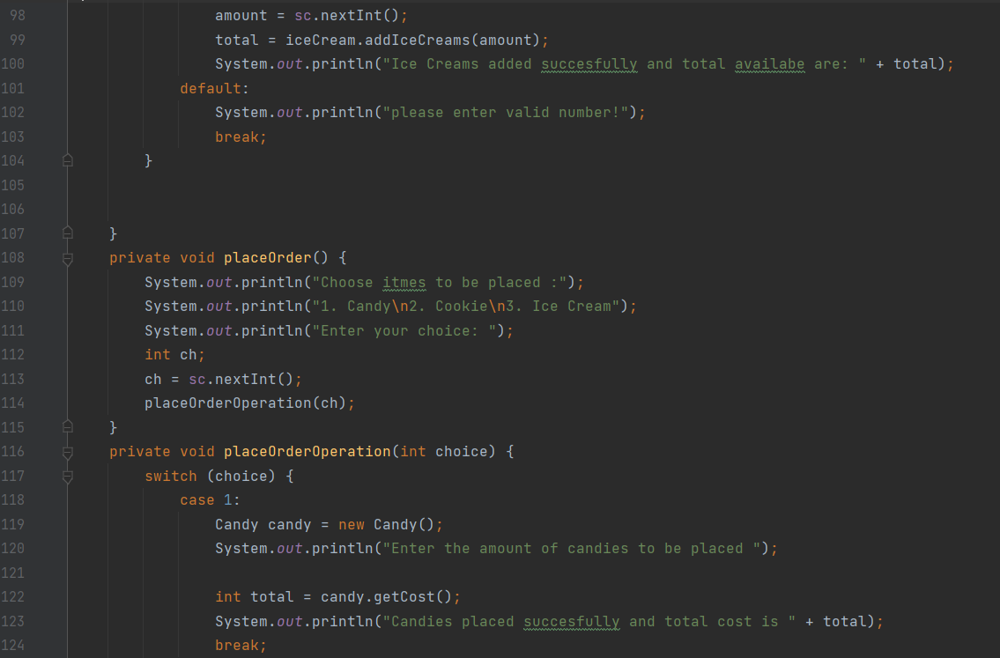 98 amount = sc.nextInt();
99 total = iceCream.addIceCreams(amount);
100 System.out.println("Ice Creams added succesfully and total availabe are: " + total);
101 default:
102 System.out.println("please enter valid number!");
103 break;
104 }
105
106
107 }
108 private void placeOrder() {
109 System.out.println("Choose itmes to be placed :");
110 System.out.println("1. Candy\n2. Cookie\n3. Ice Cream");
111 System.out.println("Enter your choice: ");
112 int ch;
113 ch = sc.nextInt();
114 placeOrderOperation(ch);
115 }
116 private void placeOrderOperation(int choice) {
117 switch (choice) {
118 case 1:
119 Candy candy = new Candy();
120 System.out.println("Enter the amount of candies to be placed ");
121
122 int total = candy.getCost();
123 System.out.println("Candies placed succesfully and total cost is " + total);
124 break;